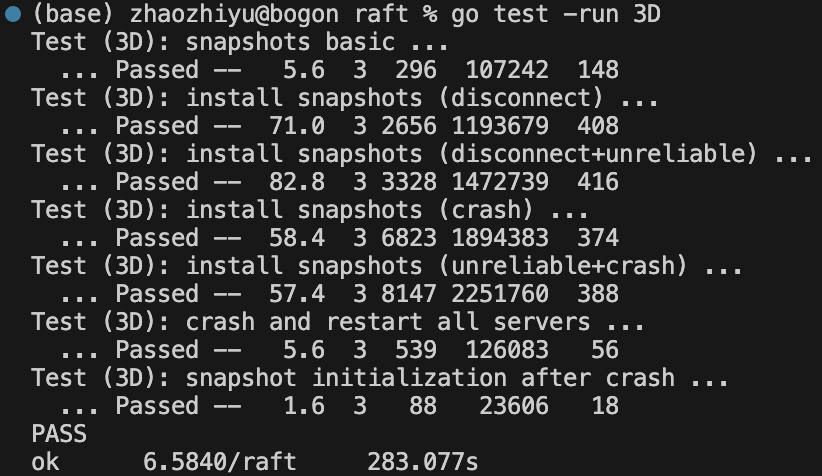 (base) zhaozhiyu@bogon raft % go test -run 3D
Test (3D): snapshots basic ...
  ... Passed --   5.6  3  296  107242  148
Test (3D): install snapshots (disconnect) ...
  ... Passed --  71.0  3 2656 1193679  408
Test (3D): install snapshots (disconnect+unreliable) ...
  ... Passed --  82.8  3 3328 1472739  416
Test (3D): install snapshots (crash) ...
  ... Passed --  58.4  3 6823 1894383  374
Test (3D): install snapshots (unreliable+crash) ...
  ... Passed --  57.4  3 8147 2251760  388
Test (3D): crash and restart all servers ...
  ... Passed --   5.6  3  539  126083   56
Test (3D): snapshot initialization after crash ...
  ... Passed --   1.6  3   88   23606   18
PASS
ok      6.5840/raft     283.077s